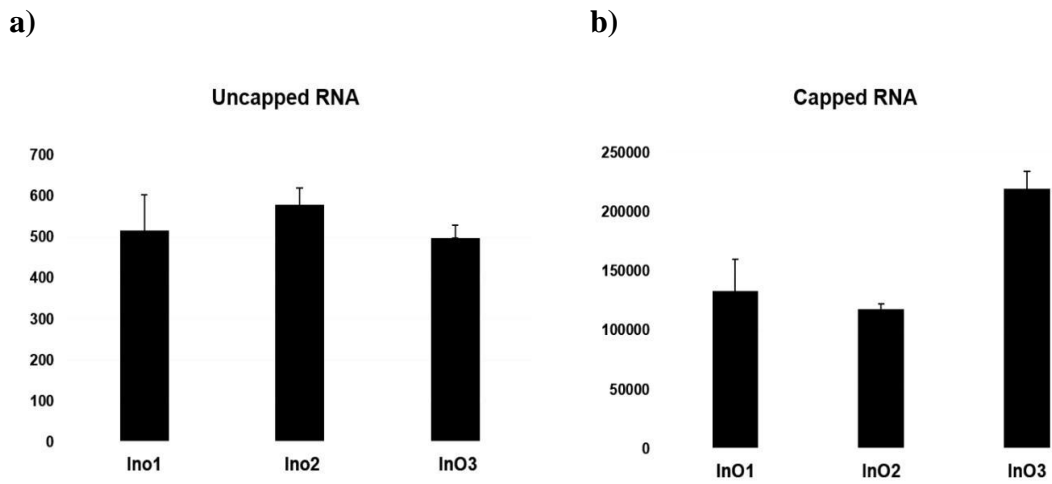 a)
Uncapped RNA
700
600
500
400
300
200
100
0
Ino1 Ino2 InO3
b)
Capped RNA
250000
200000
150000
100000
50000
0
InO1 InO2 InO3